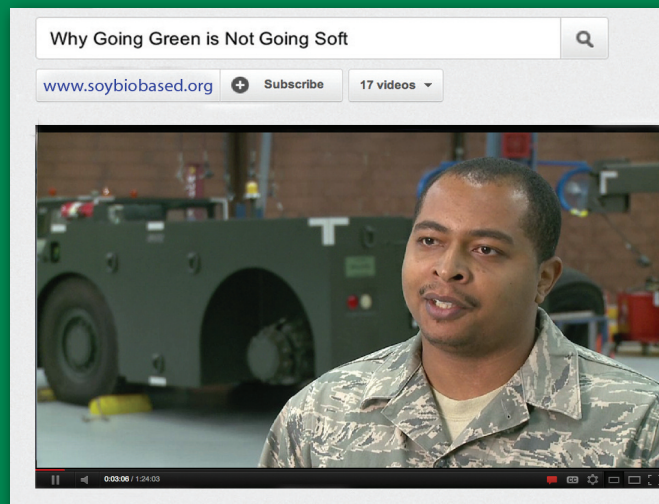 Why Going Green is Not Going Soft
www.soybiobased.org Subscribe 17 videos
0:03:06 / 1:24:03 CC